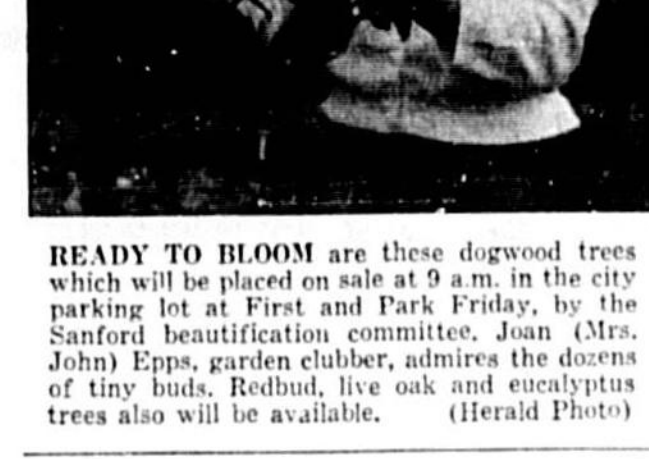 READY TO BLOOM are these dogwood trees
which will be placed on sale at 9 a.m. in the city
parking lot at First and Park Friday, by the
Sanford beautification committee. Joan (Mrs.
John) Epps, garden clubber, admires the dozens
of tiny buds. Redbud, live oak and eucalyptus
trees also will be available. (Herald Photo)